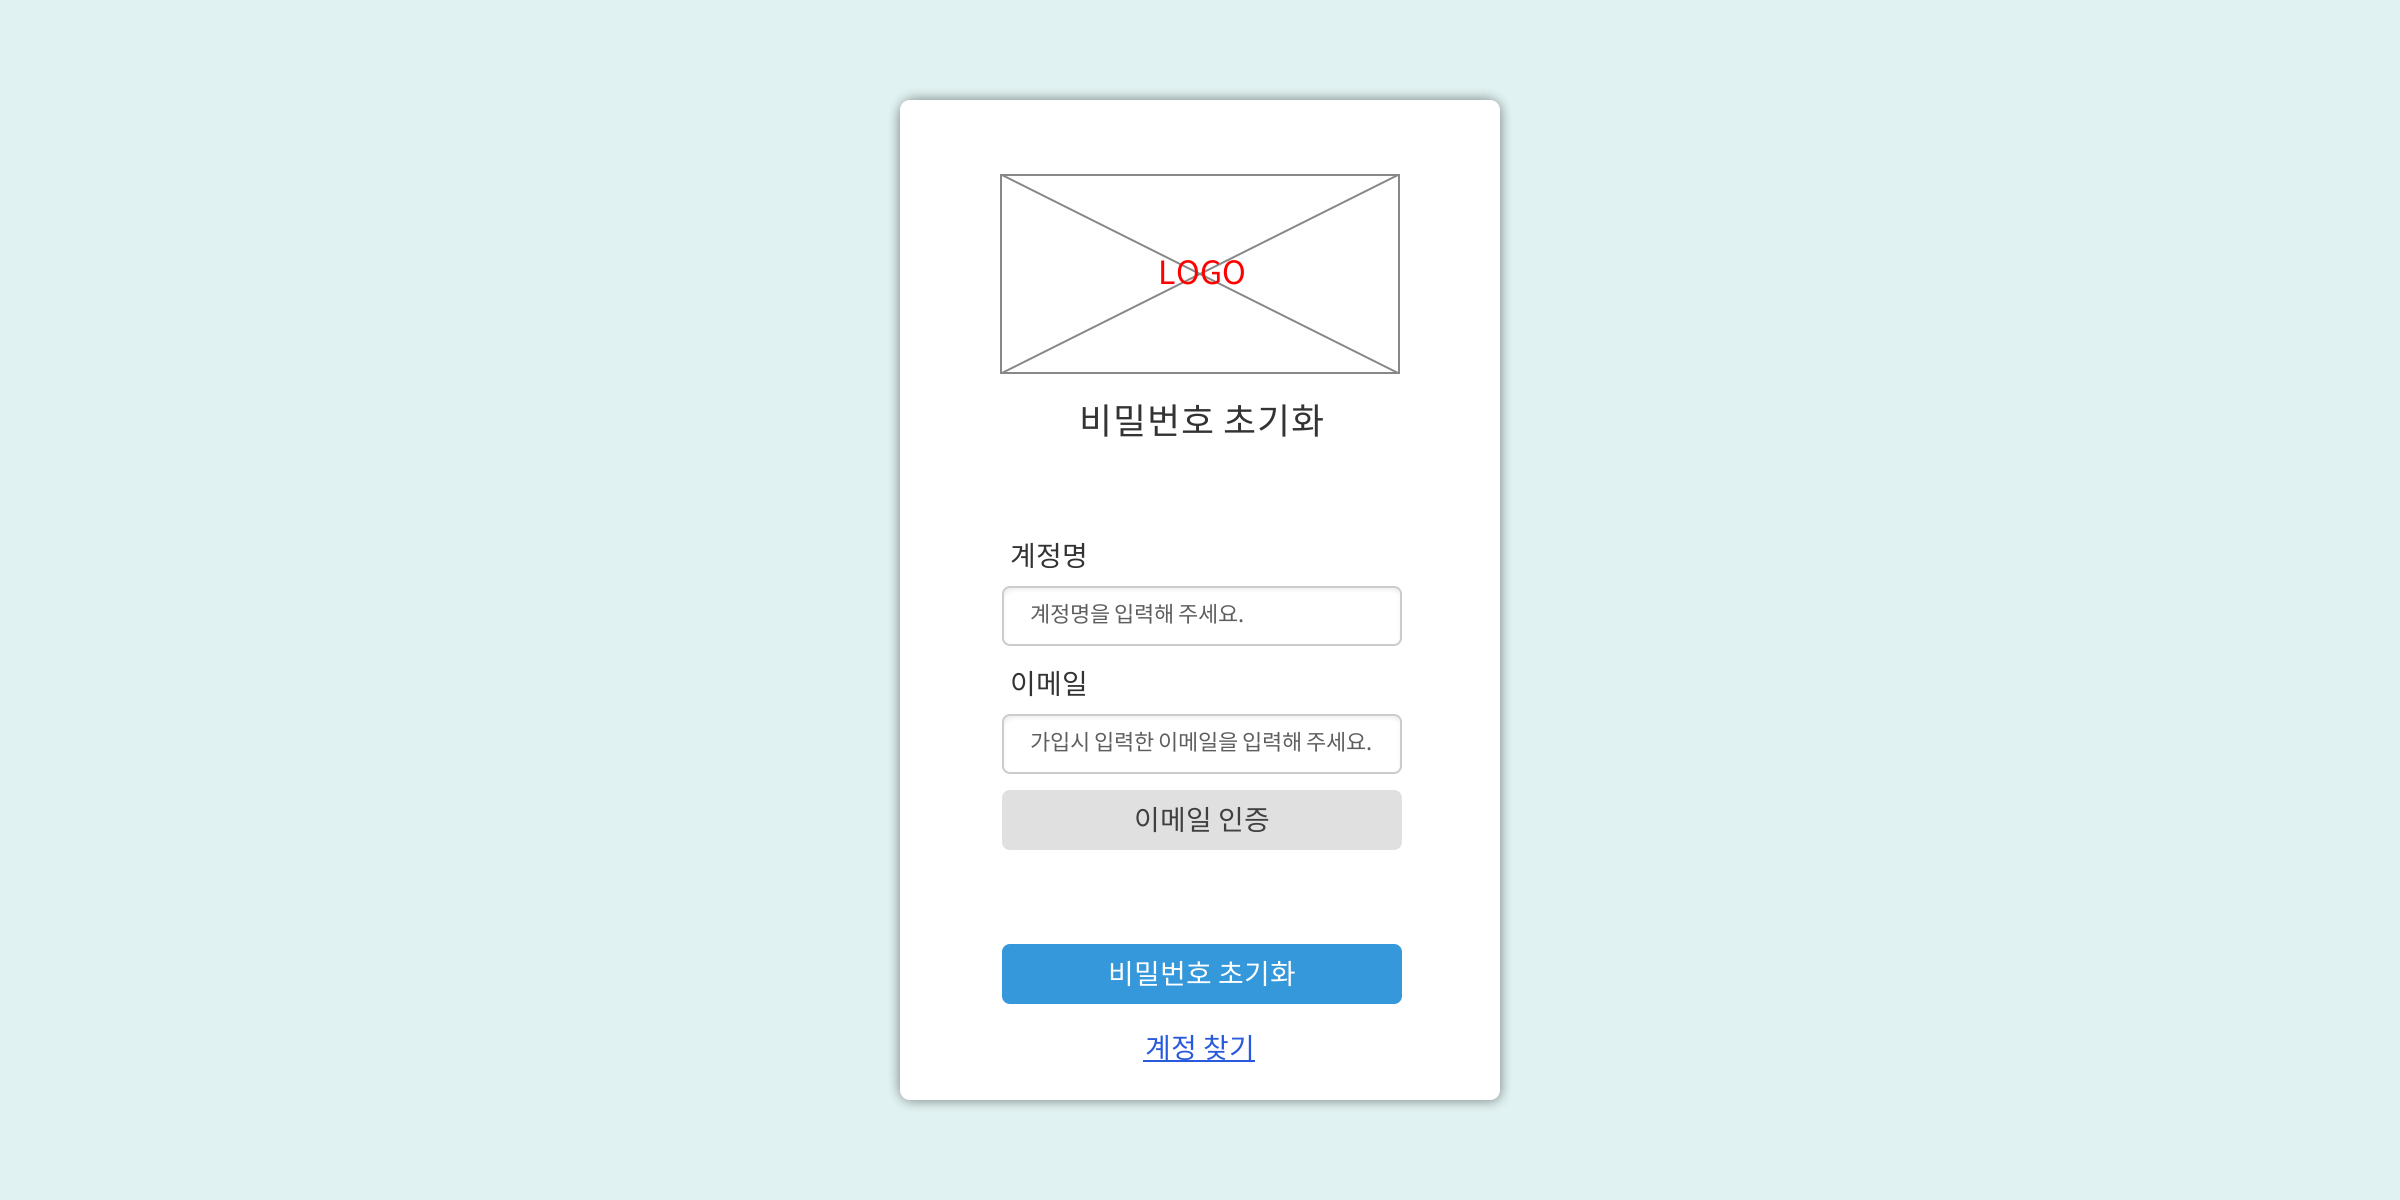 LOGO
비밀번호 초기화
계정명
계정명을 입력해 주세요.
이메일
가입시 입력한 이메일을 입력해 주세요.
이메일 인증
비밀번호 초기화
계정 찾기